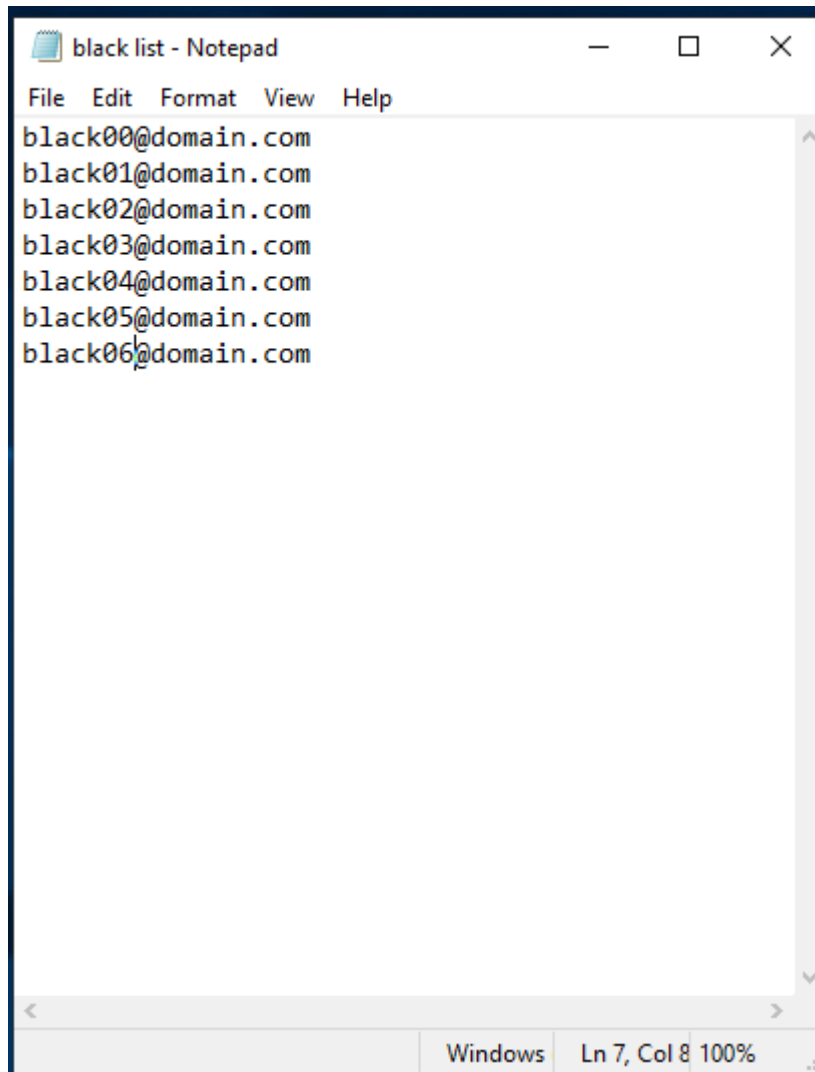 black list - Notepad
File Edit Format View Help
black00@domain.com
black01@domain.com
black02@domain.com
black03@domain.com
black04@domain.com
black05@domain.com
black06@domain.com
Windows Ln 7, Col 8 100%